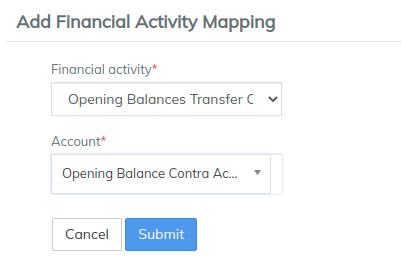 Add Financial Activity Mapping
Financial activity*
Opening Balances Transfer C
Account*
Opening Balance Contra Ac...
Cancel Submit